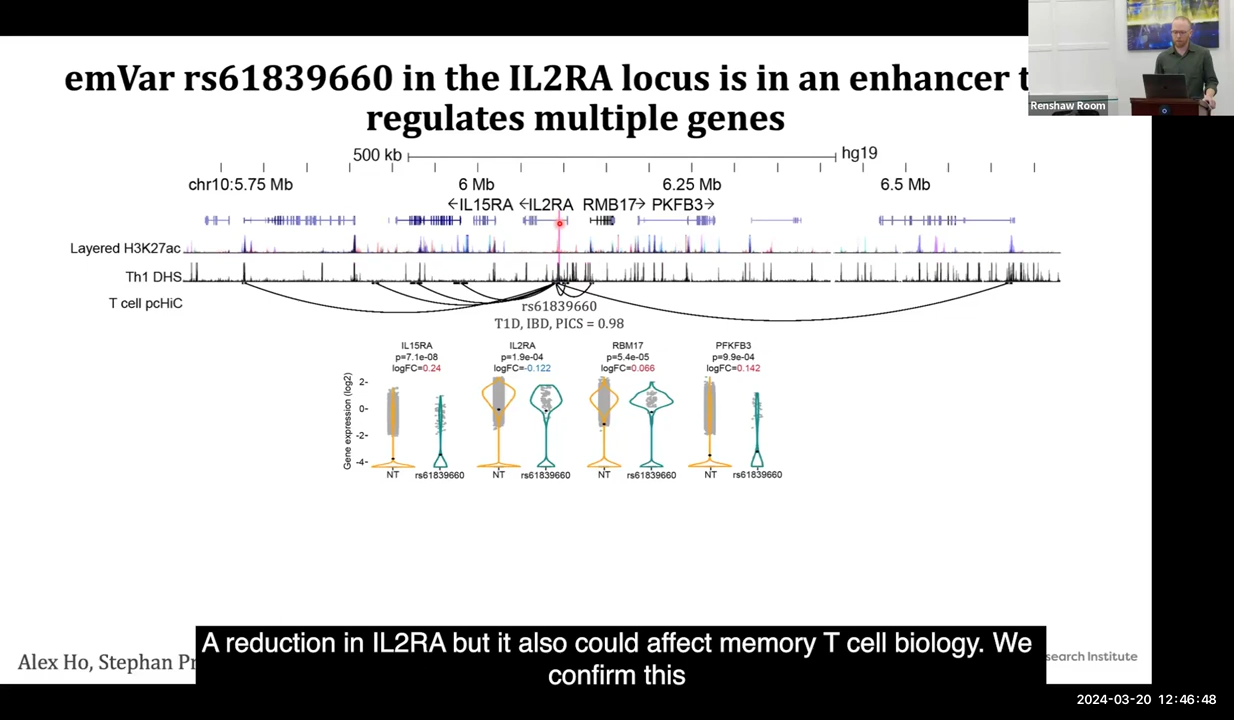 emVar rs61839660 in the IL2RA locus is in an enhancer
regulates multiple genes
Renshaw Room
500 kb
hg19
chr10:5.75 Mb
6 Mb
6.25 Mb
6.5 Mb
←IL15RA ←IL2RA RMB17→ PKFB3→
Layered H3K27ac
Th1 DHS
T cell pcHiC
rs61839660
T1D, IBD, PICS = 0.98
IL15RA
p=7.1e-08
logFC=0.24
IL2RA
p=1.9e-04
logFC=-0.122
RBM17
p=5.4e-05
logFC=0.066
PFKFB3
p=9.9e-04
logFC=0.142
Gene expression (log2)
2-
0-
-2-
-4-
NT rs61839660 NT rs61839660 NT rs61839660 NT rs61839660
A reduction in IL2RA but it also could affect memory T cell biology. We
confirm this
Alex Ho, Stephan
Institute
2024-03-20 12:46:48